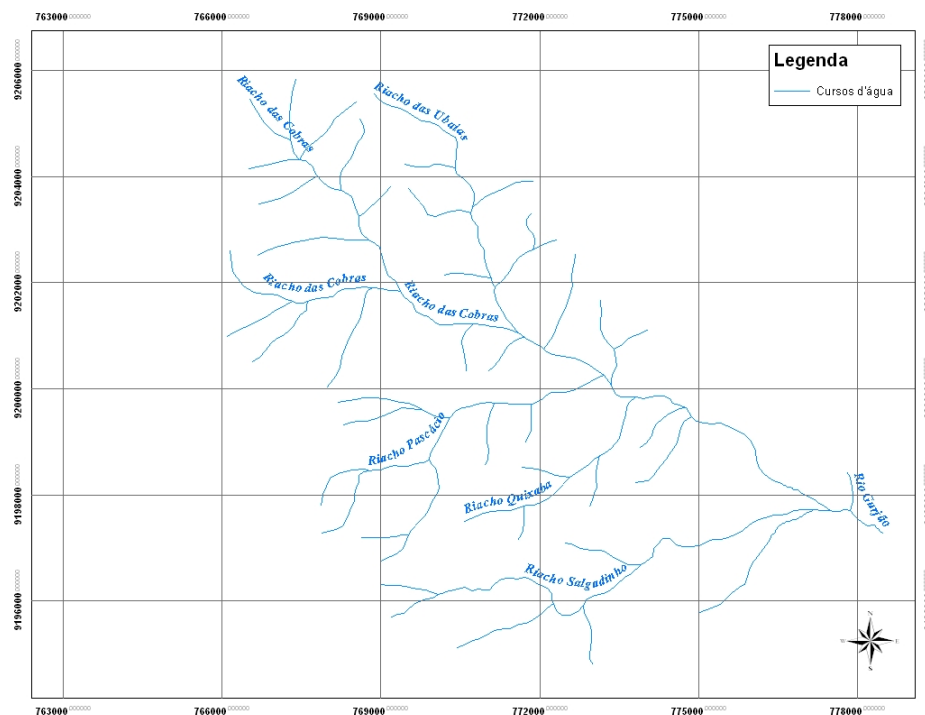 763000 766000 769000 772000 775000 778000
Legenda
Cursos d'água
9206000
9204000
9202000
9200000
9198000
9196000
Riacho das Cobras
Riacho das Ubaias
Riacho das Cobras
Riacho das Cobras
Riacho Pascácio
Riacho Quixaba
Rio Gurjão
Riacho Salgadinho
N
W E
S
763000 766000 769000 772000 775000 778000